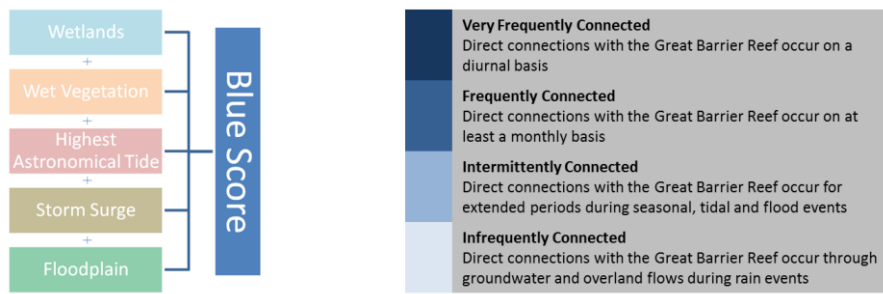 Wetlands
+
Wet Vegetation
+
Highest
Astronomical Tide
+
Storm Surge
+
Floodplain
Blue Score
Very Frequently Connected
Direct connections with the Great Barrier Reef occur on a
diurnal basis
Frequently Connected
Direct connections with the Great Barrier Reef occur on at
least a monthly basis
Intermittently Connected
Direct connections with the Great Barrier Reef occur for
extended periods during seasonal, tidal and flood events
Infrequently Connected
Direct connections with the Great Barrier Reef occur through
groundwater and overland flows during rain events